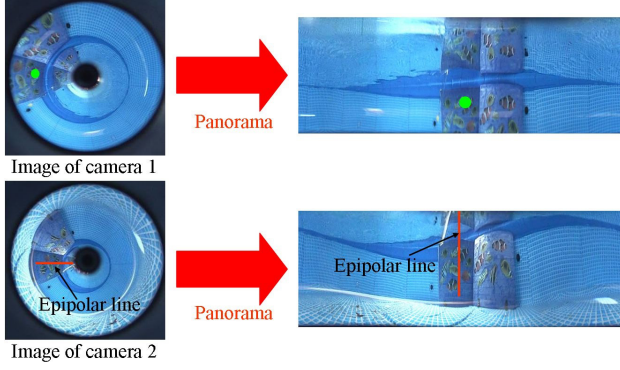 Panorama
Image of camera 1
Epipolar line
Epipolar line
Panorama
Image of camera 2